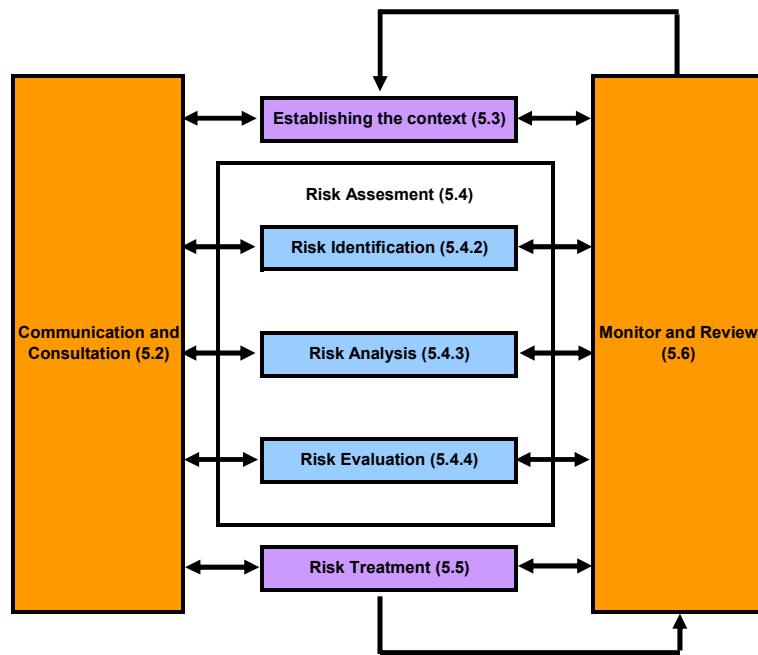 Establishing the context (5.3)
Risk Assesment (5.4)
Risk Identification (5.4.2)
Communication and
Consultation (5.2)
Risk Analysis (5.4.3)
Monitor and Review
(5.6)
Risk Evaluation (5.4.4)
Risk Treatment (5.5)